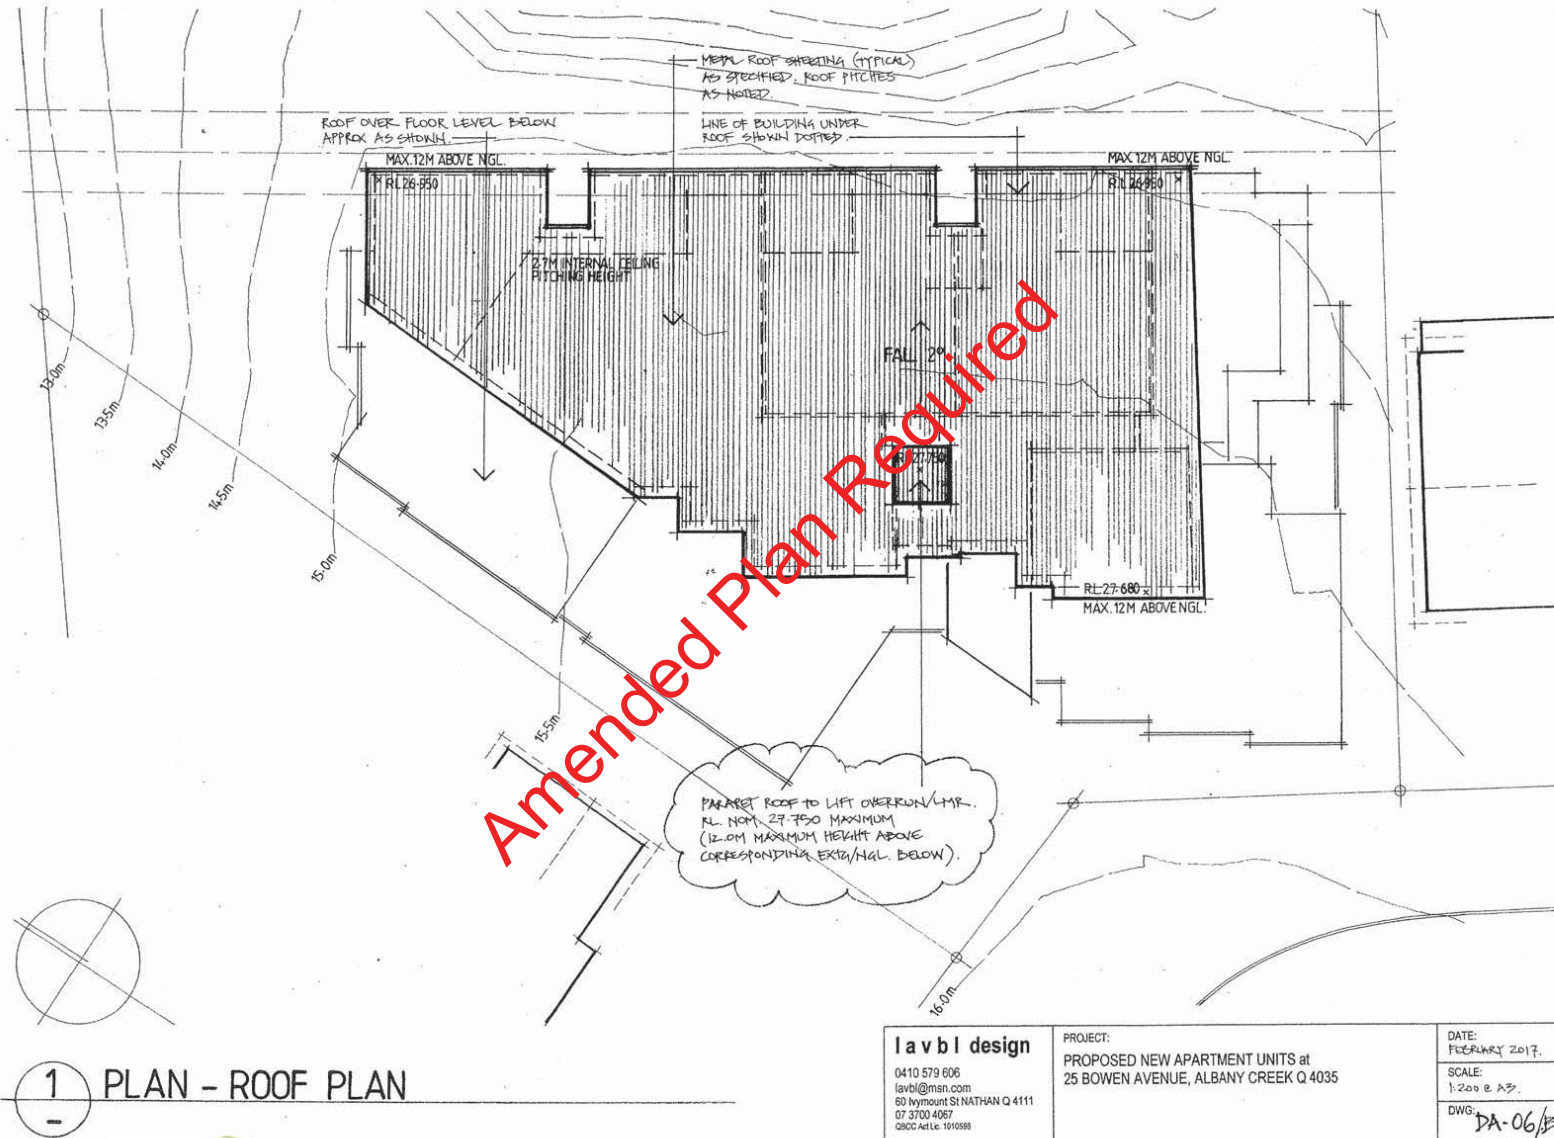 METAL ROOF SHEETING (TYPICAL)
AS SPECIFIED. ROOF PITCHES
AS NOTED.
ROOF OVER FLOOR LEVEL BELOW
APPROX AS SHOWN.
LINE OF BUILDING UNDER
ROOF SHOWN DOTTED.
MAX.12M ABOVE NGL.
RL26·950
MAX 12M ABOVE NGL.
R.L 26·950
2·7M INTERNAL CEILING
PITCHING HEIGHT
FALL 2°
RL27·750
13·0m
13·5m
14·0m
14·5m
15·0m
15·5m
16·0m
RL27·680
MAX.12M ABOVE NGL.
Amended Plan Required
PARAPET ROOF TO LIFT OVERRUN/LMR.
RL. NOM. 27.750 MAXIMUM
(12.0M MAXIMUM HEIGHT ABOVE
CORRESPONDING EXTG/NGL. BELOW).
1 PLAN - ROOF PLAN
lavbl design
0410 579 606
lavbl@msn.com
60 Ivymount St NATHAN Q 4111
07 3700 4067
QBCC Act Lic. 1010598
PROJECT:
PROPOSED NEW APARTMENT UNITS at
25 BOWEN AVENUE, ALBANY CREEK Q 4035
DATE:
FEBRUARY 2017.
SCALE:
1:200 @ A3.
DWG: DA-06/B